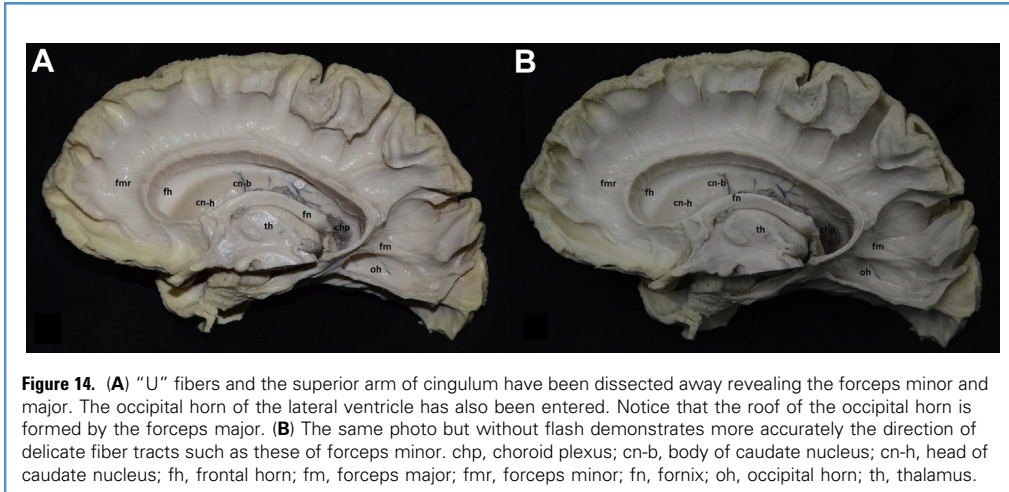 A
B
fmr
fh
cn-h
cn-b
fn
th
chp
fm
oh
fmr
fh
cn-h
cn-b
fn
th
chp
fm
oh
Figure 14. (A) “U” fibers and the superior arm of cingulum have been dissected away revealing the forceps minor and
major. The occipital horn of the lateral ventricle has also been entered. Notice that the roof of the occipital horn is
formed by the forceps major. (B) The same photo but without flash demonstrates more accurately the direction of
delicate fiber tracts such as these of forceps minor. chp, choroid plexus; cn-b, body of caudate nucleus; cn-h, head of
caudate nucleus; fh, frontal horn; fm, forceps major; fmr, forceps minor; fn, fornix; oh, occipital horn; th, thalamus.